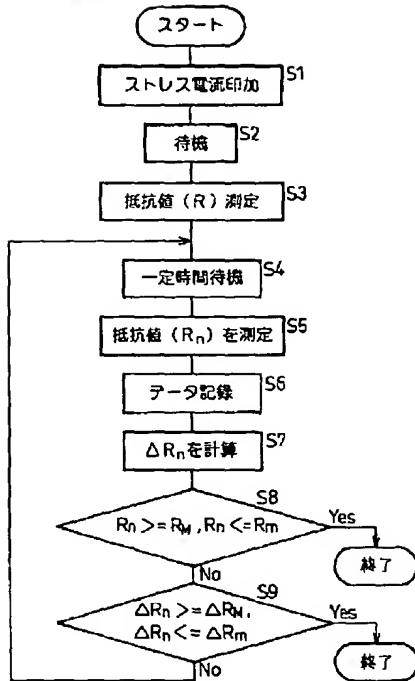 スタート
S1
ストレス電流印加
S2
待機
S3
抵抗値（R）測定
S4
一定時間待機
S5
抵抗値（Rn）を測定
S6
データ記録
S7
ΔRnを計算
S8
Rn>=RM,Rn<=Rm
Yes
終了
No
S9
ΔRn>=ΔRM,
ΔRn<=ΔRm
Yes
終了
No